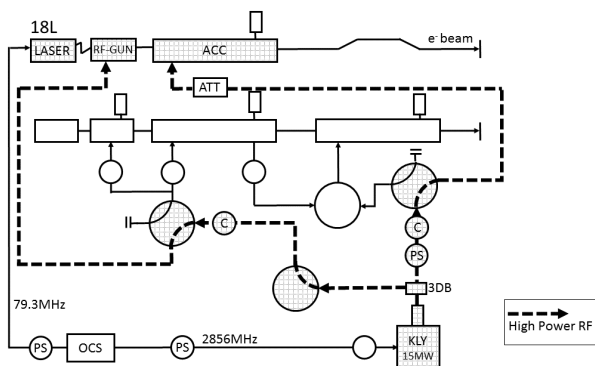 18L
LASER
RF-GUN
ACC
e⁻ beam
ATT
C
C
PS
3DB
79.3MHz
High Power RF
PS
OCS
PS
2856MHz
KLY
15MW